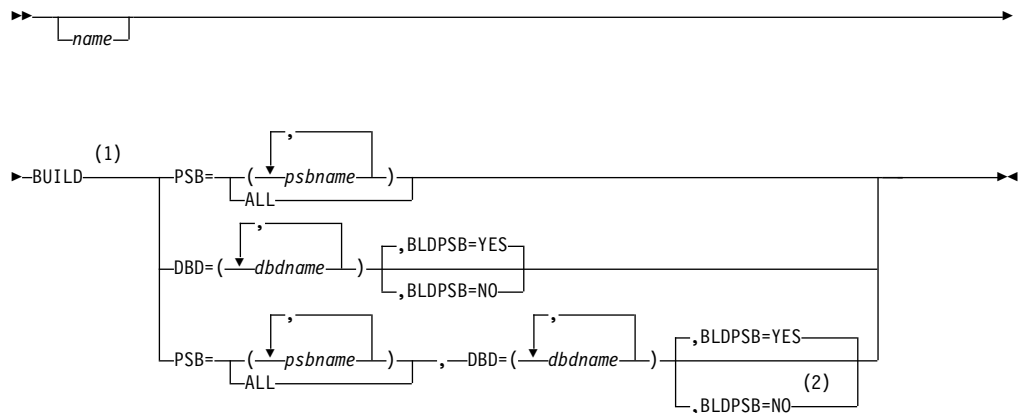 name
(1)
,
BUILD PSB= ( psbname )
ALL
,
DBD=( dbdname ) ,BLDPSB=YES
,BLDPSB=NO
, ,
PSB= ( psbname ) , DBD=( dbdname ) ,BLDPSB=YES
ALL (2)
,BLDPSB=NO